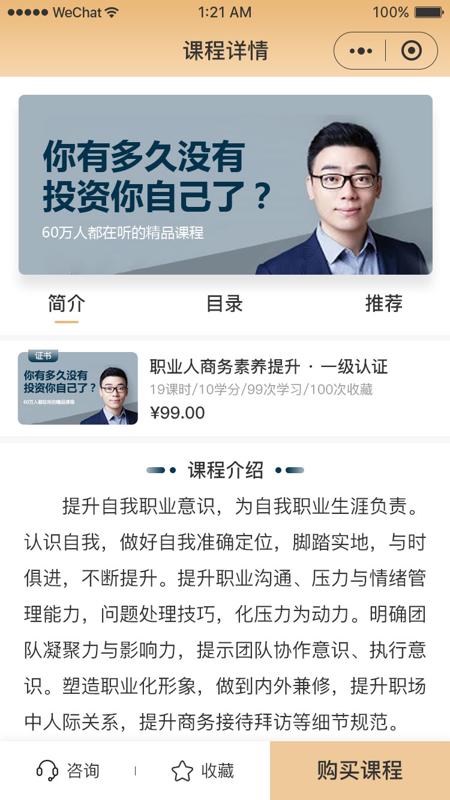 WeChat
1:21 AM
100%
课程详情
你有多久没有
投资你自己了？
60万人都在听的精品课程
简介
目录
推荐
证书
你有多久没有
投资你自己了？
60万人都在听的精品课程
职业人商务素养提升 · 一级认证
19课时/10学分/99次学习/100次收藏
¥99.00
课程介绍
提升自我职业意识，为自我职业生涯负责。
认识自我，做好自我准确定位，脚踏实地，与时
俱进，不断提升。提升职业沟通、压力与情绪管
理能力，问题处理技巧，化压力为动力。明确团
队凝聚力与影响力，提示团队协作意识、执行意
识。塑造职业化形象，做到内外兼修，提升职场
中人际关系，提升商务接待拜访等细节规范。
咨询
收藏
购买课程